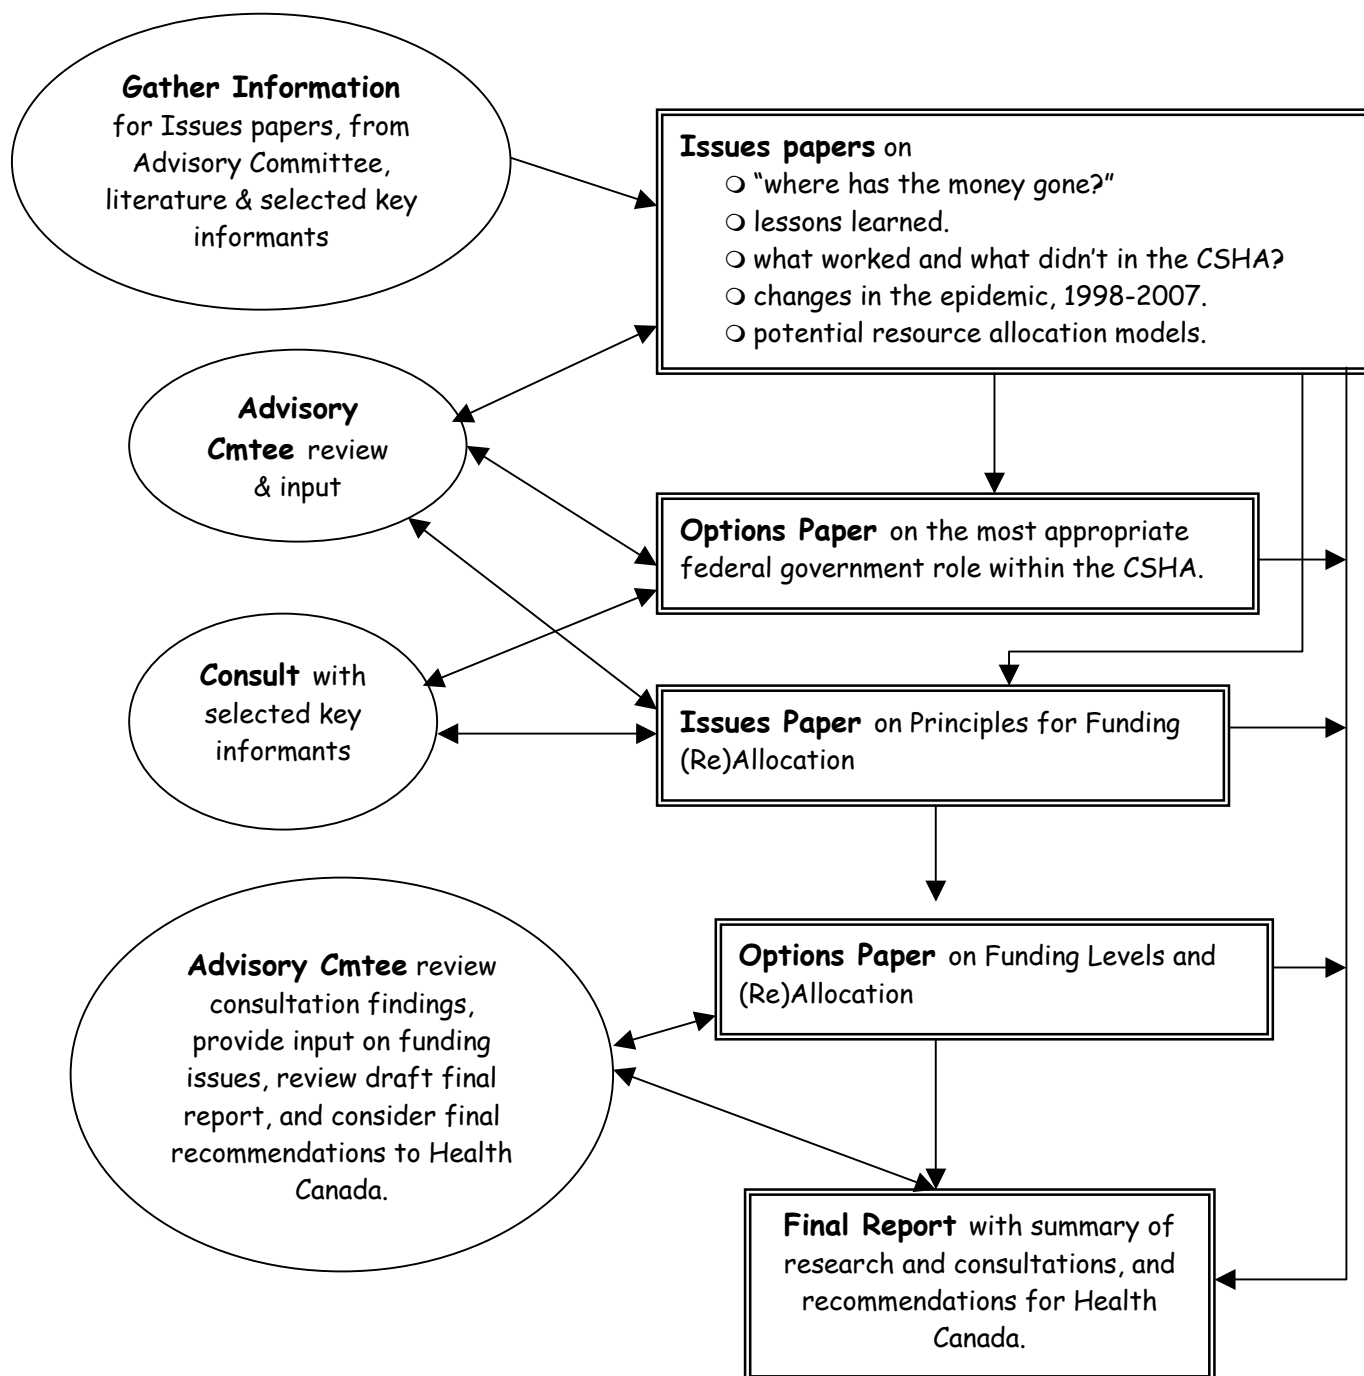 Gather Information
for Issues papers, from
Advisory Committee,
literature & selected key
informants
Issues papers on
❍ “where has the money gone?”
❍ lessons learned.
❍ what worked and what didn’t in the CSHA?
❍ changes in the epidemic, 1998-2007.
❍ potential resource allocation models.
Advisory
Cmtee review
& input
Options Paper on the most appropriate
federal government role within the CSHA.
Consult with
selected key
informants
Issues Paper on Principles for Funding
(Re)Allocation
Options Paper on Funding Levels and
(Re)Allocation
Advisory Cmtee review
consultation findings,
provide input on funding
issues, review draft final
report, and consider final
recommendations to Health
Canada.
Final Report with summary of
research and consultations, and
recommendations for Health
Canada.